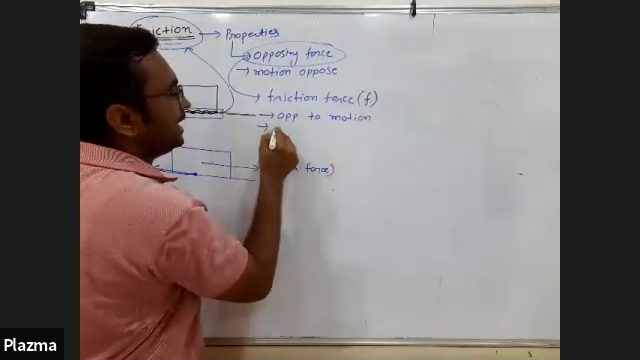 Friction → Properties
→ opposing force
→ motion oppose
→ friction force (f)
→ opp to motion
→
force)
Plazma